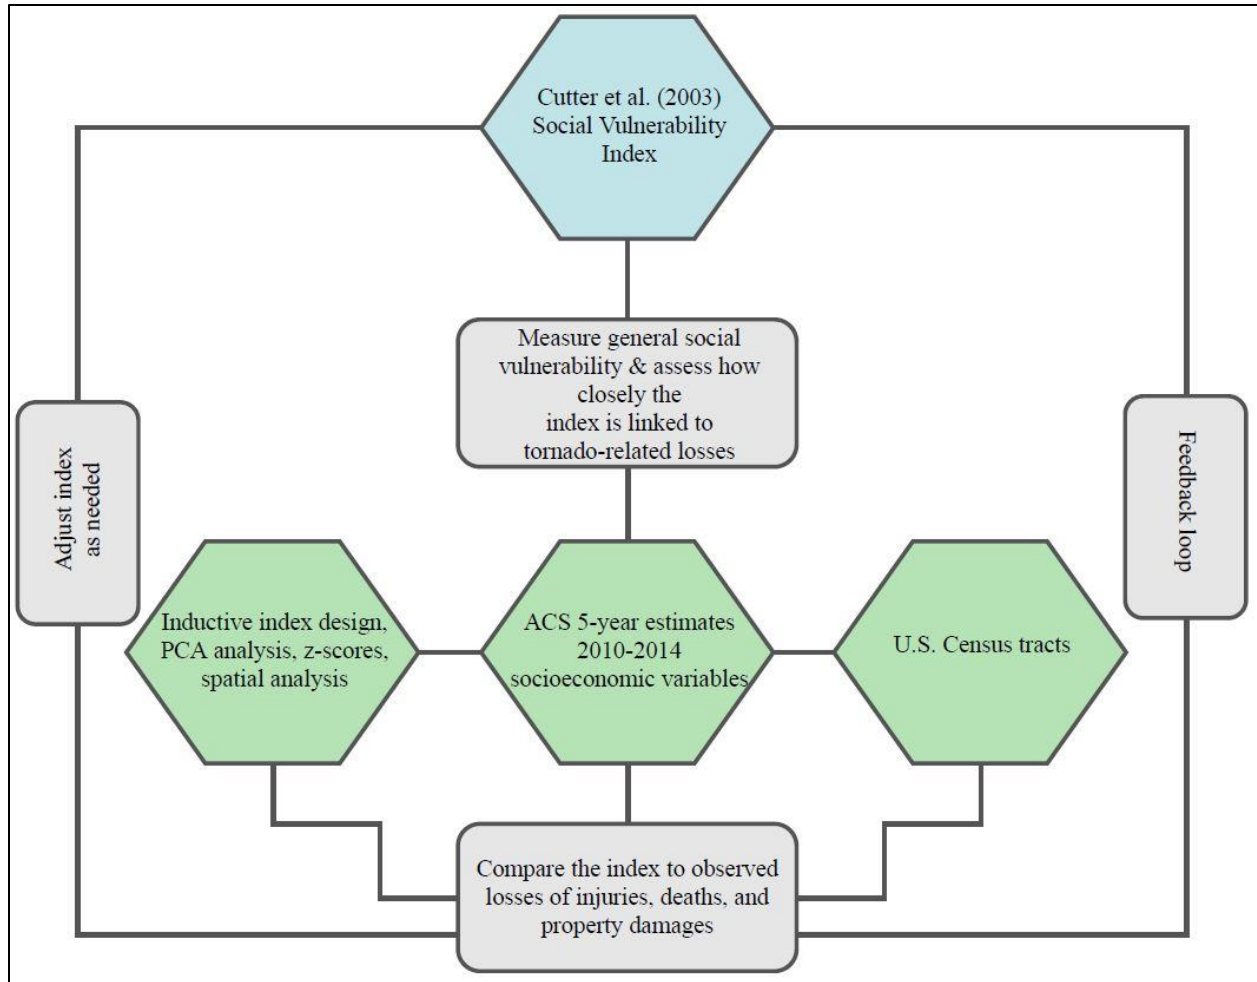 Cutter et al. (2003)
Social Vulnerability
Index
Measure general social
vulnerability & assess how
closely the
index is linked to
tornado-related losses
Adjust index
as needed
Feedback loop
Inductive index design,
PCA analysis, z-scores,
spatial analysis
ACS 5-year estimates
2010-2014
socioeconomic variables
U.S. Census tracts
Compare the index to observed
losses of injuries, deaths, and
property damages